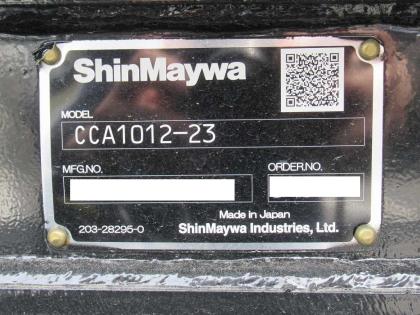 ShinMaywa
MODEL
CCA1012-23
MFG.NO.
ORDER.NO.
Made in Japan
203-28295-0
ShinMaywa Industries, Ltd.